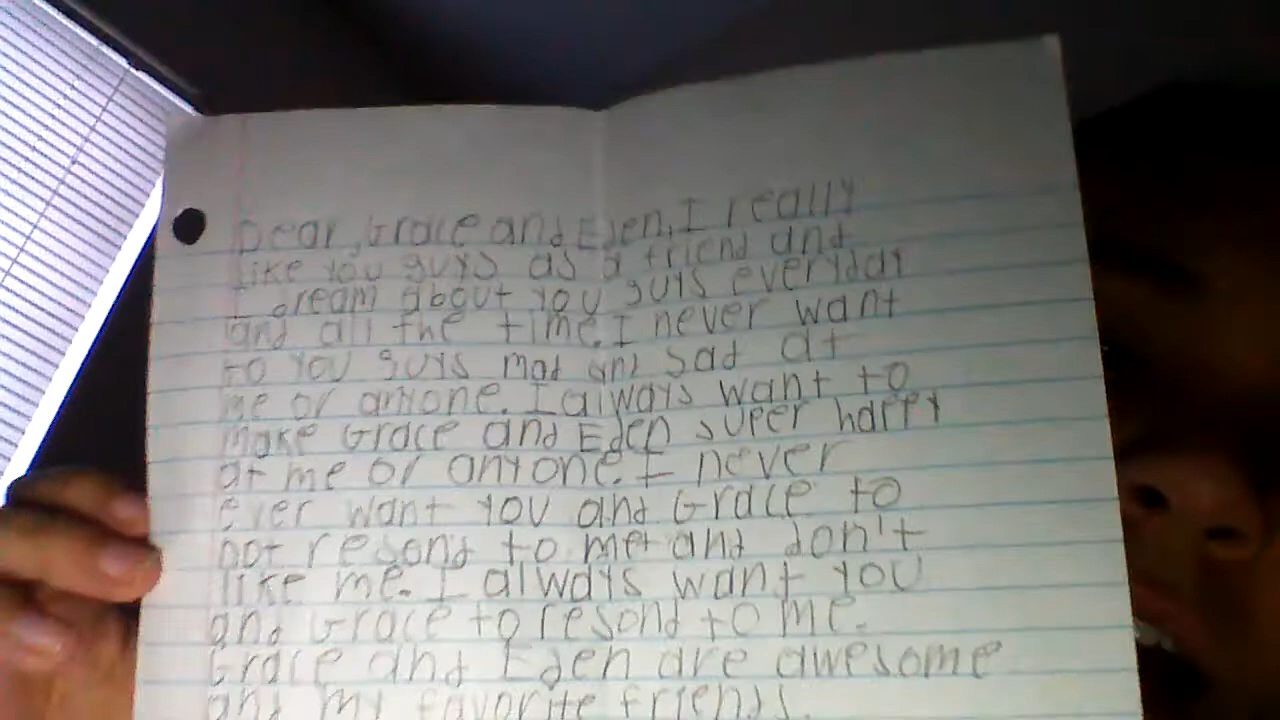 Dear, Grace and Eden, I really
like you guys as a friend and
I dream about you guys everyday
and all the time. I never want
to you guys mad and sad at
me or anyone. I always want to
make Grace and Eden super happy
at me or anyone. I never
ever want you and Grace to
not resond to me and don't
like me. I always want you
and Grace to resond to me.
Grace and Eden are awesome
and my favorite friends.